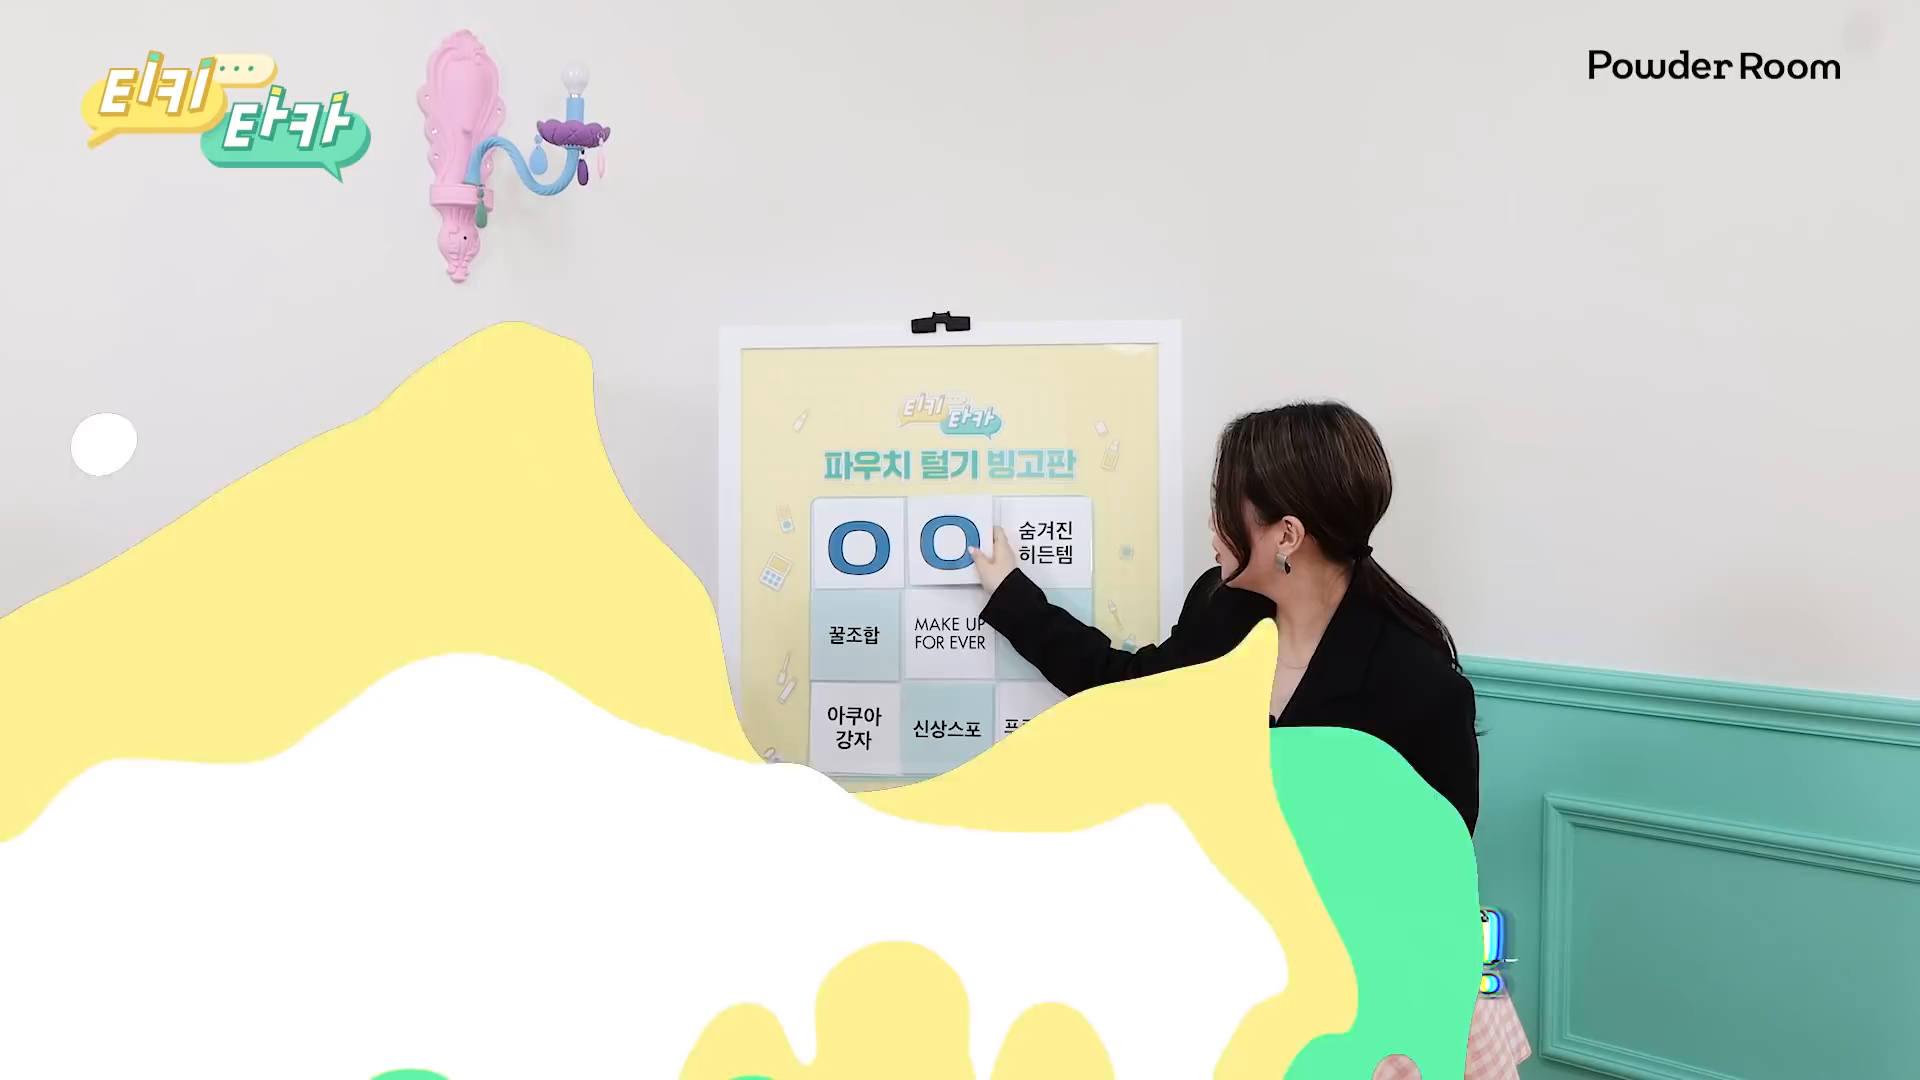 티키
타카
Powder Room
티키
타카
파우치 털기 빙고판
O
O
숨겨진
히든템
꿀조합
MAKE UP
FOR EVER
아쿠아
강자
신상스포